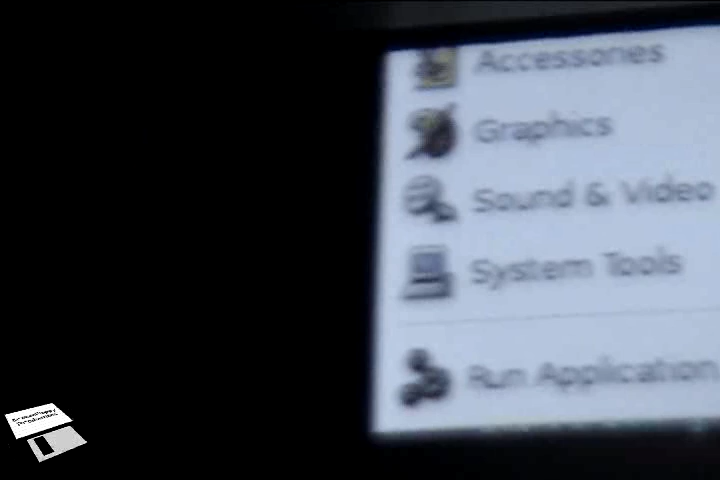 Accessories
Graphics
Sound & Video
System Tools
Run Application